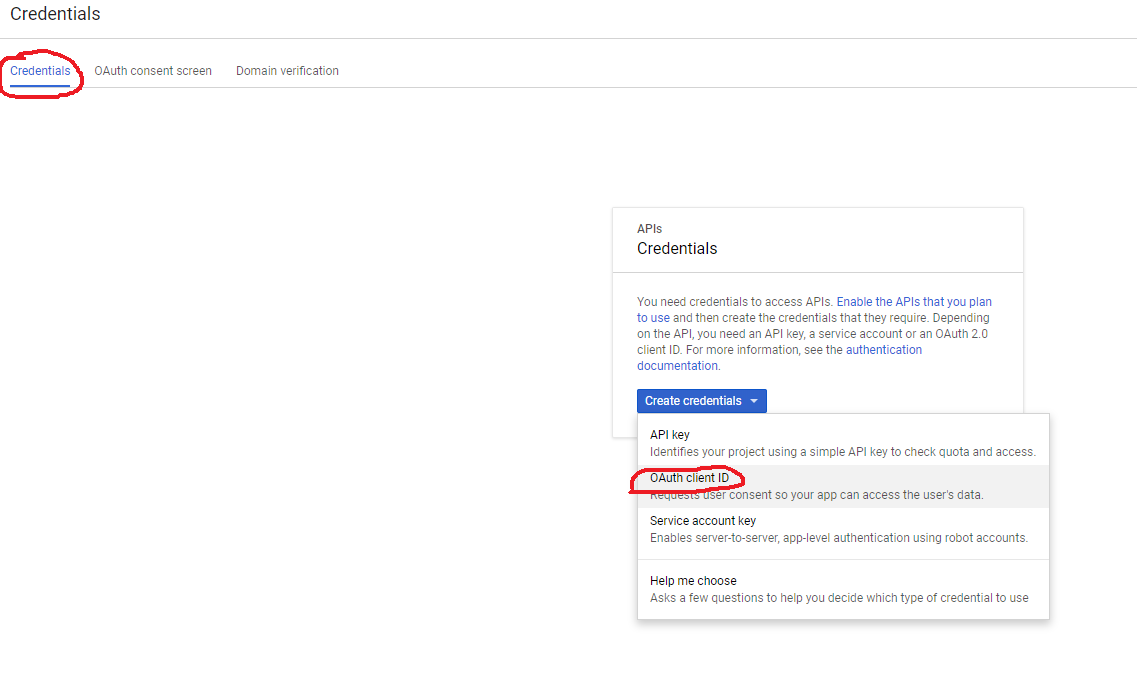 Credentials
Credentials OAuth consent screen Domain verification
APIs
Credentials
You need credentials to access APIs. Enable the APIs that you plan
to use and then create the credentials that they require. Depending
on the API, you need an API key, a service account or an OAuth 2.0
client ID. For more information, see the authentication
documentation.
Create credentials
API key
Identifies your project using a simple API key to check quota and access.
OAuth client ID
Requests user consent so your app can access the user's data.
Service account key
Enables server-to-server, app-level authentication using robot accounts.
Help me choose
Asks a few questions to help you decide which type of credential to use